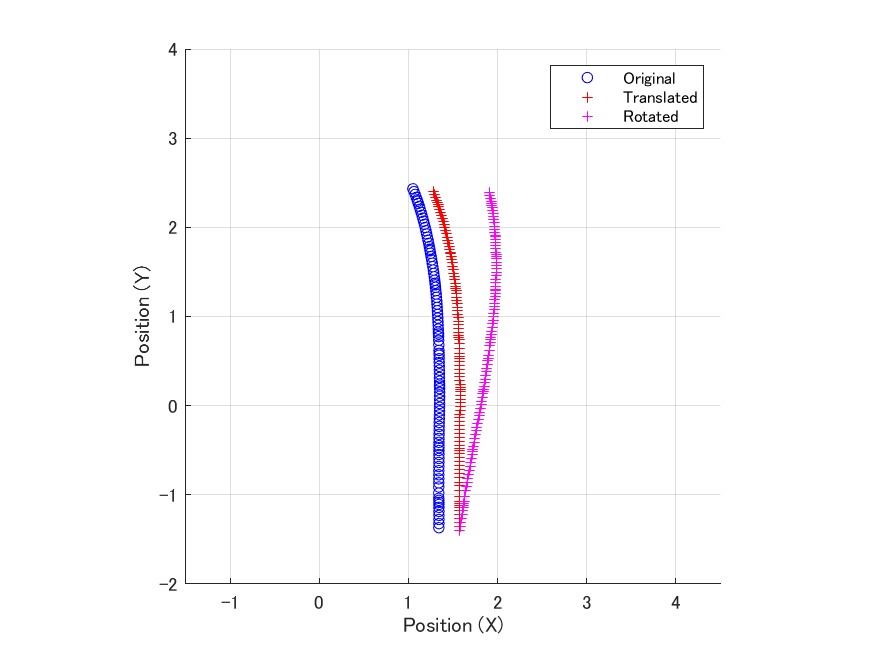 4
3
2
1
0
−1
−2
−1
0
1
2
3
4
Position (X)
Position (Y)
Original
Translated
Rotated